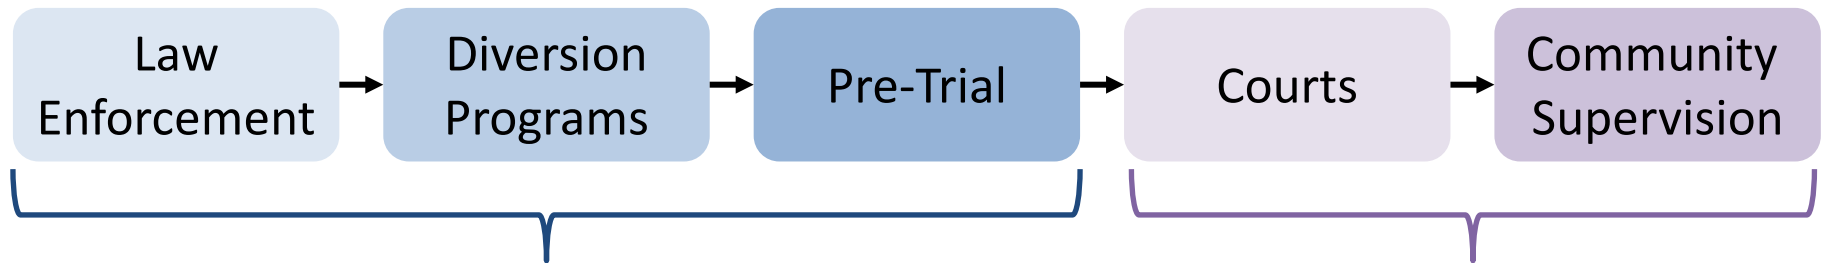 Law
Enforcement
Diversion
Programs
Pre-Trial
Courts
Community
Supervision